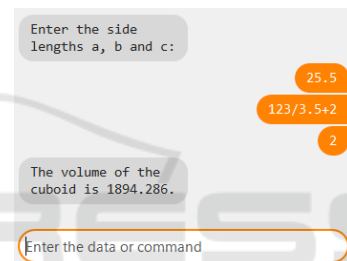 Enter the side
lengths a, b and c:
25.5
123/3.5+2
2
The volume of the
cuboid is 1894.286.
Enter the data or command